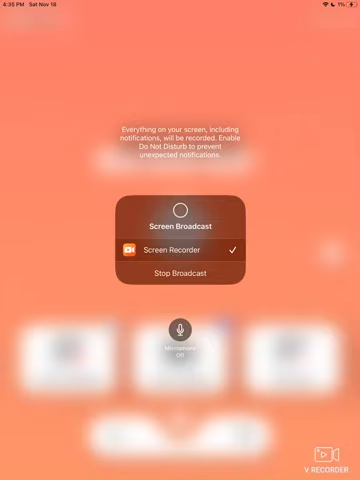 4:35 PM Sat Nov 18
1%
Everything on your screen, including
notifications, will be recorded. Enable
Do Not Disturb to prevent
unexpected notifications.
Screen Broadcast
Screen Recorder
Stop Broadcast
Microphone
Off
V RECORDER